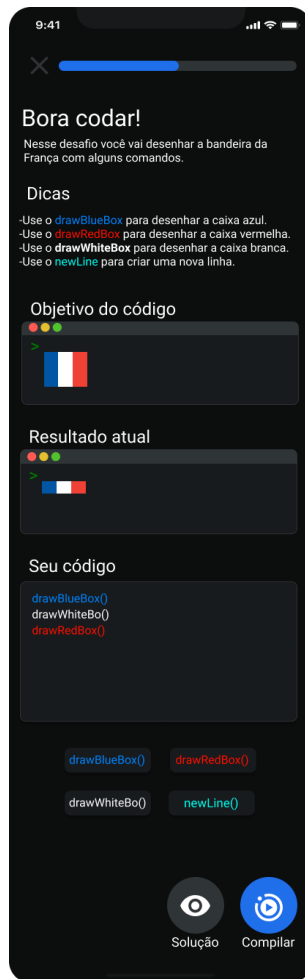 9:41
Bora codar!
Nesse desafio você vai desenhar a bandeira da
França com alguns comandos.
Dicas
-Use o drawBlueBox para desenhar a caixa azul.
-Use o drawRedBox para desenhar a caixa vermelha.
-Use o drawWhiteBox para desenhar a caixa branca.
-Use o newLine para criar uma nova linha.
Objetivo do código
>
Resultado atual
>
Seu código
drawBlueBox()
drawWhiteBo()
drawRedBox()
drawBlueBox() drawRedBox()
drawWhiteBo() newLine()
Solução Compilar